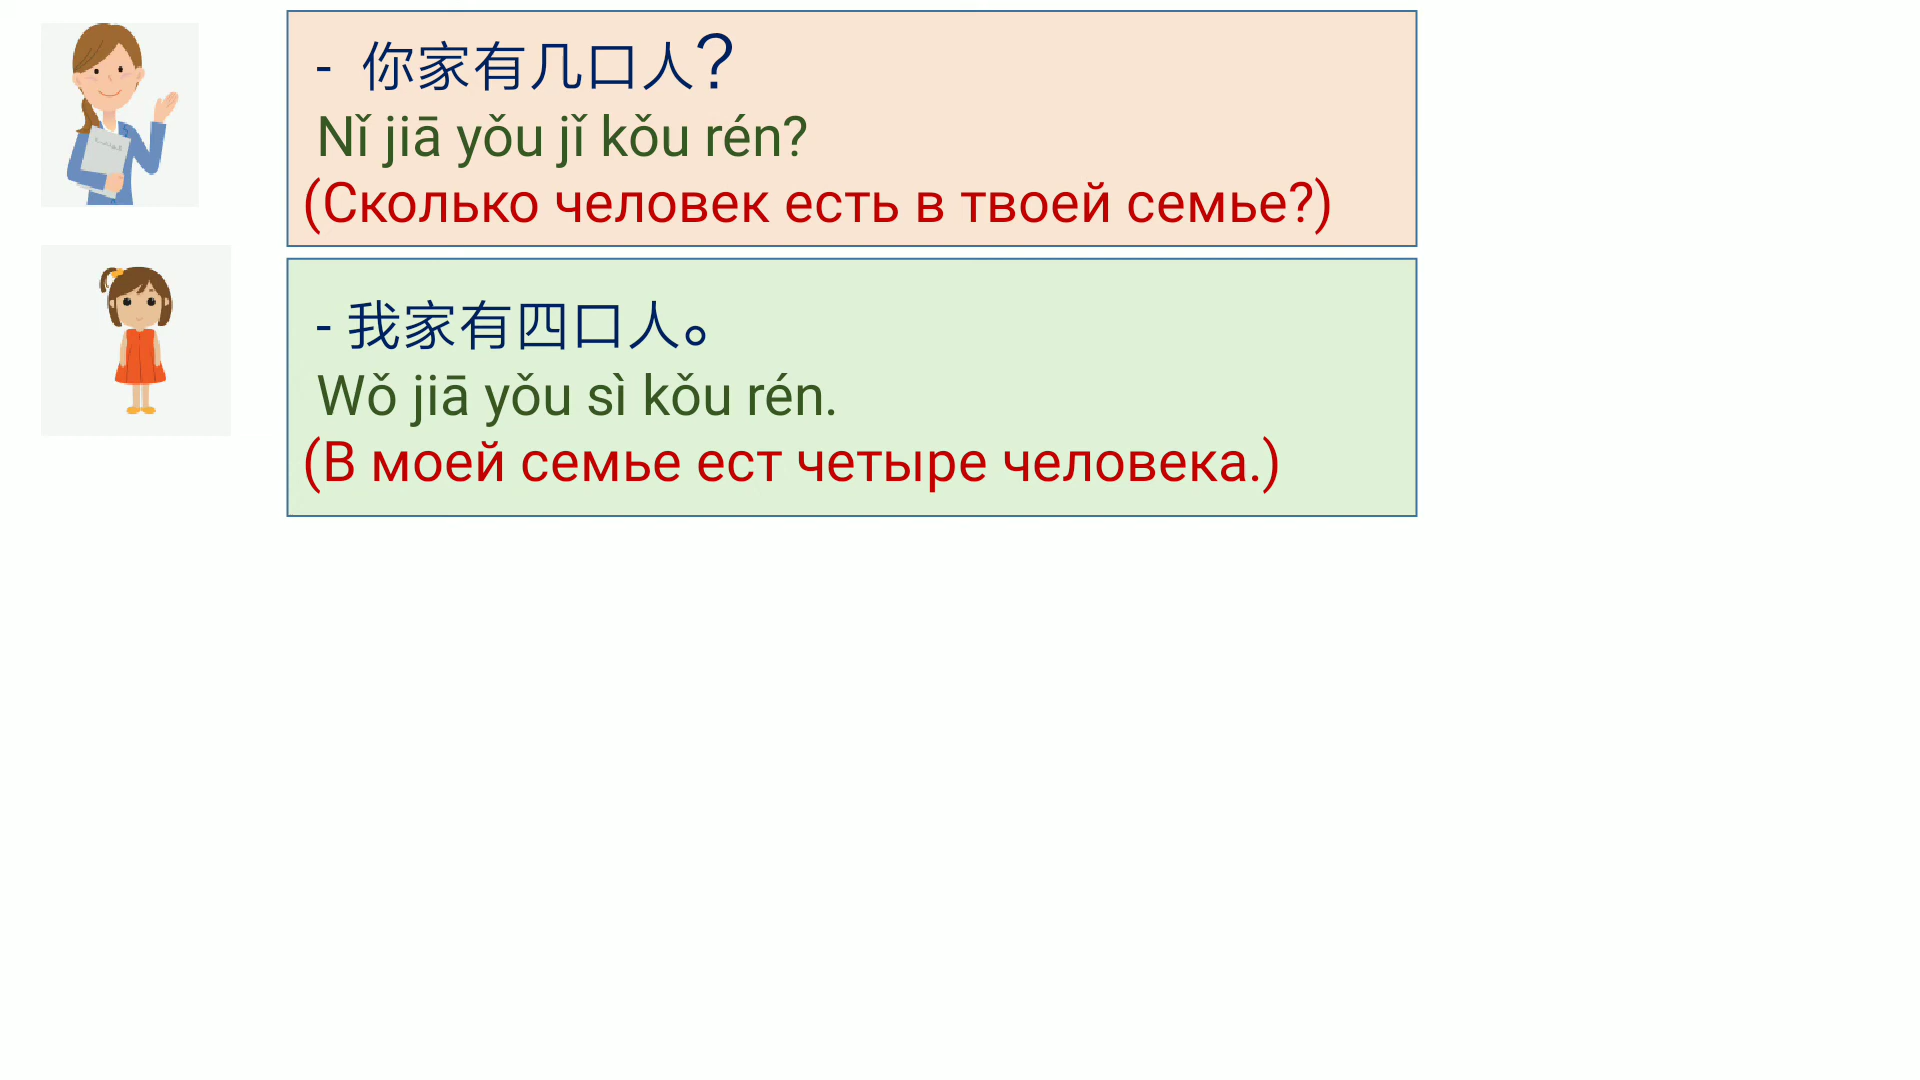 - 你家有几口人？
Nǐ jiā yǒu jǐ kǒu rén?
(Сколько человек есть в твоей семье?)
- 我家有四口人。
Wǒ jiā yǒu sì kǒu rén.
(В моей семье ест четыре человека.)